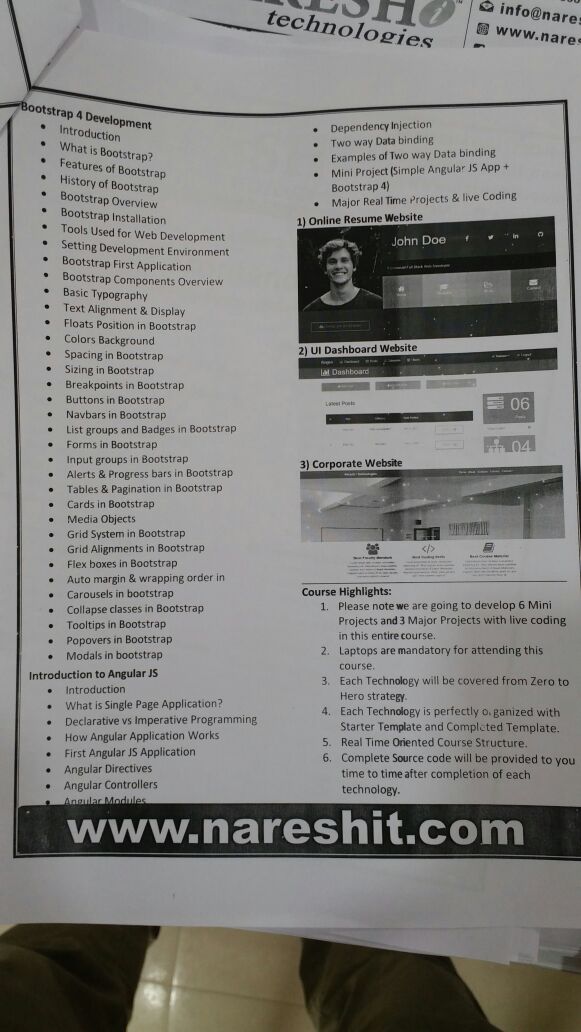 RESHi
technologies
info@nares
www.nares
Bootstrap 4 Development
• Introduction
• What is Bootstrap?
• Features of Bootstrap
• History of Bootstrap
• Bootstrap Overview
• Bootstrap Installation
• Tools Used for Web Development
• Setting Development Environment
• Bootstrap First Application
• Bootstrap Components Overview
• Basic Typography
• Text Alignment & Display
• Floats Position in Bootstrap
• Colors Background
• Spacing in Bootstrap
• Sizing in Bootstrap
• Breakpoints in Bootstrap
• Buttons in Bootstrap
• Navbars in Bootstrap
• List groups and Badges in Bootstrap
• Forms in Bootstrap
• Input groups in Bootstrap
• Alerts & Progress bars in Bootstrap
• Tables & Pagination in Bootstrap
• Cards in Bootstrap
• Media Objects
• Grid System in Bootstrap
• Grid Alignments in Bootstrap
• Flex boxes in Bootstrap
• Auto margin & wrapping order in
• Carousels in bootstrap
• Collapse classes in Bootstrap
• Tooltips in Bootstrap
• Popovers in Bootstrap
• Modals in bootstrap
Introduction to Angular JS
• Introduction
• What is Single Page Application?
• Declarative vs Imperative Programming
• How Angular Application Works
• First Angular JS Application
• Angular Directives
• Angular Controllers
• Angular Modules
• Dependency Injection
• Two way Data binding
• Examples of Two way Data binding
• Mini Project (Simple Angular JS App +
Bootstrap 4)
• Major Real Time Projects & live Coding
1) Online Resume Website
John Doe
2) UI Dashboard Website
Dashboard
Latest Posts
06
04
3) Corporate Website
Best Faculty Members
Best Coding Skills
Best Course Material
Course Highlights:
1. Please note we are going to develop 6 Mini
Projects and 3 Major Projects with live coding
in this entire course.
2. Laptops are mandatory for attending this
course.
3. Each Technology will be covered from Zero to
Hero strategy.
4. Each Technology is perfectly organized with
Starter Template and Completed Template.
5. Real Time Oriented Course Structure.
6. Complete Source code will be provided to you
time to time after completion of each
technology.
www.nareshit.com